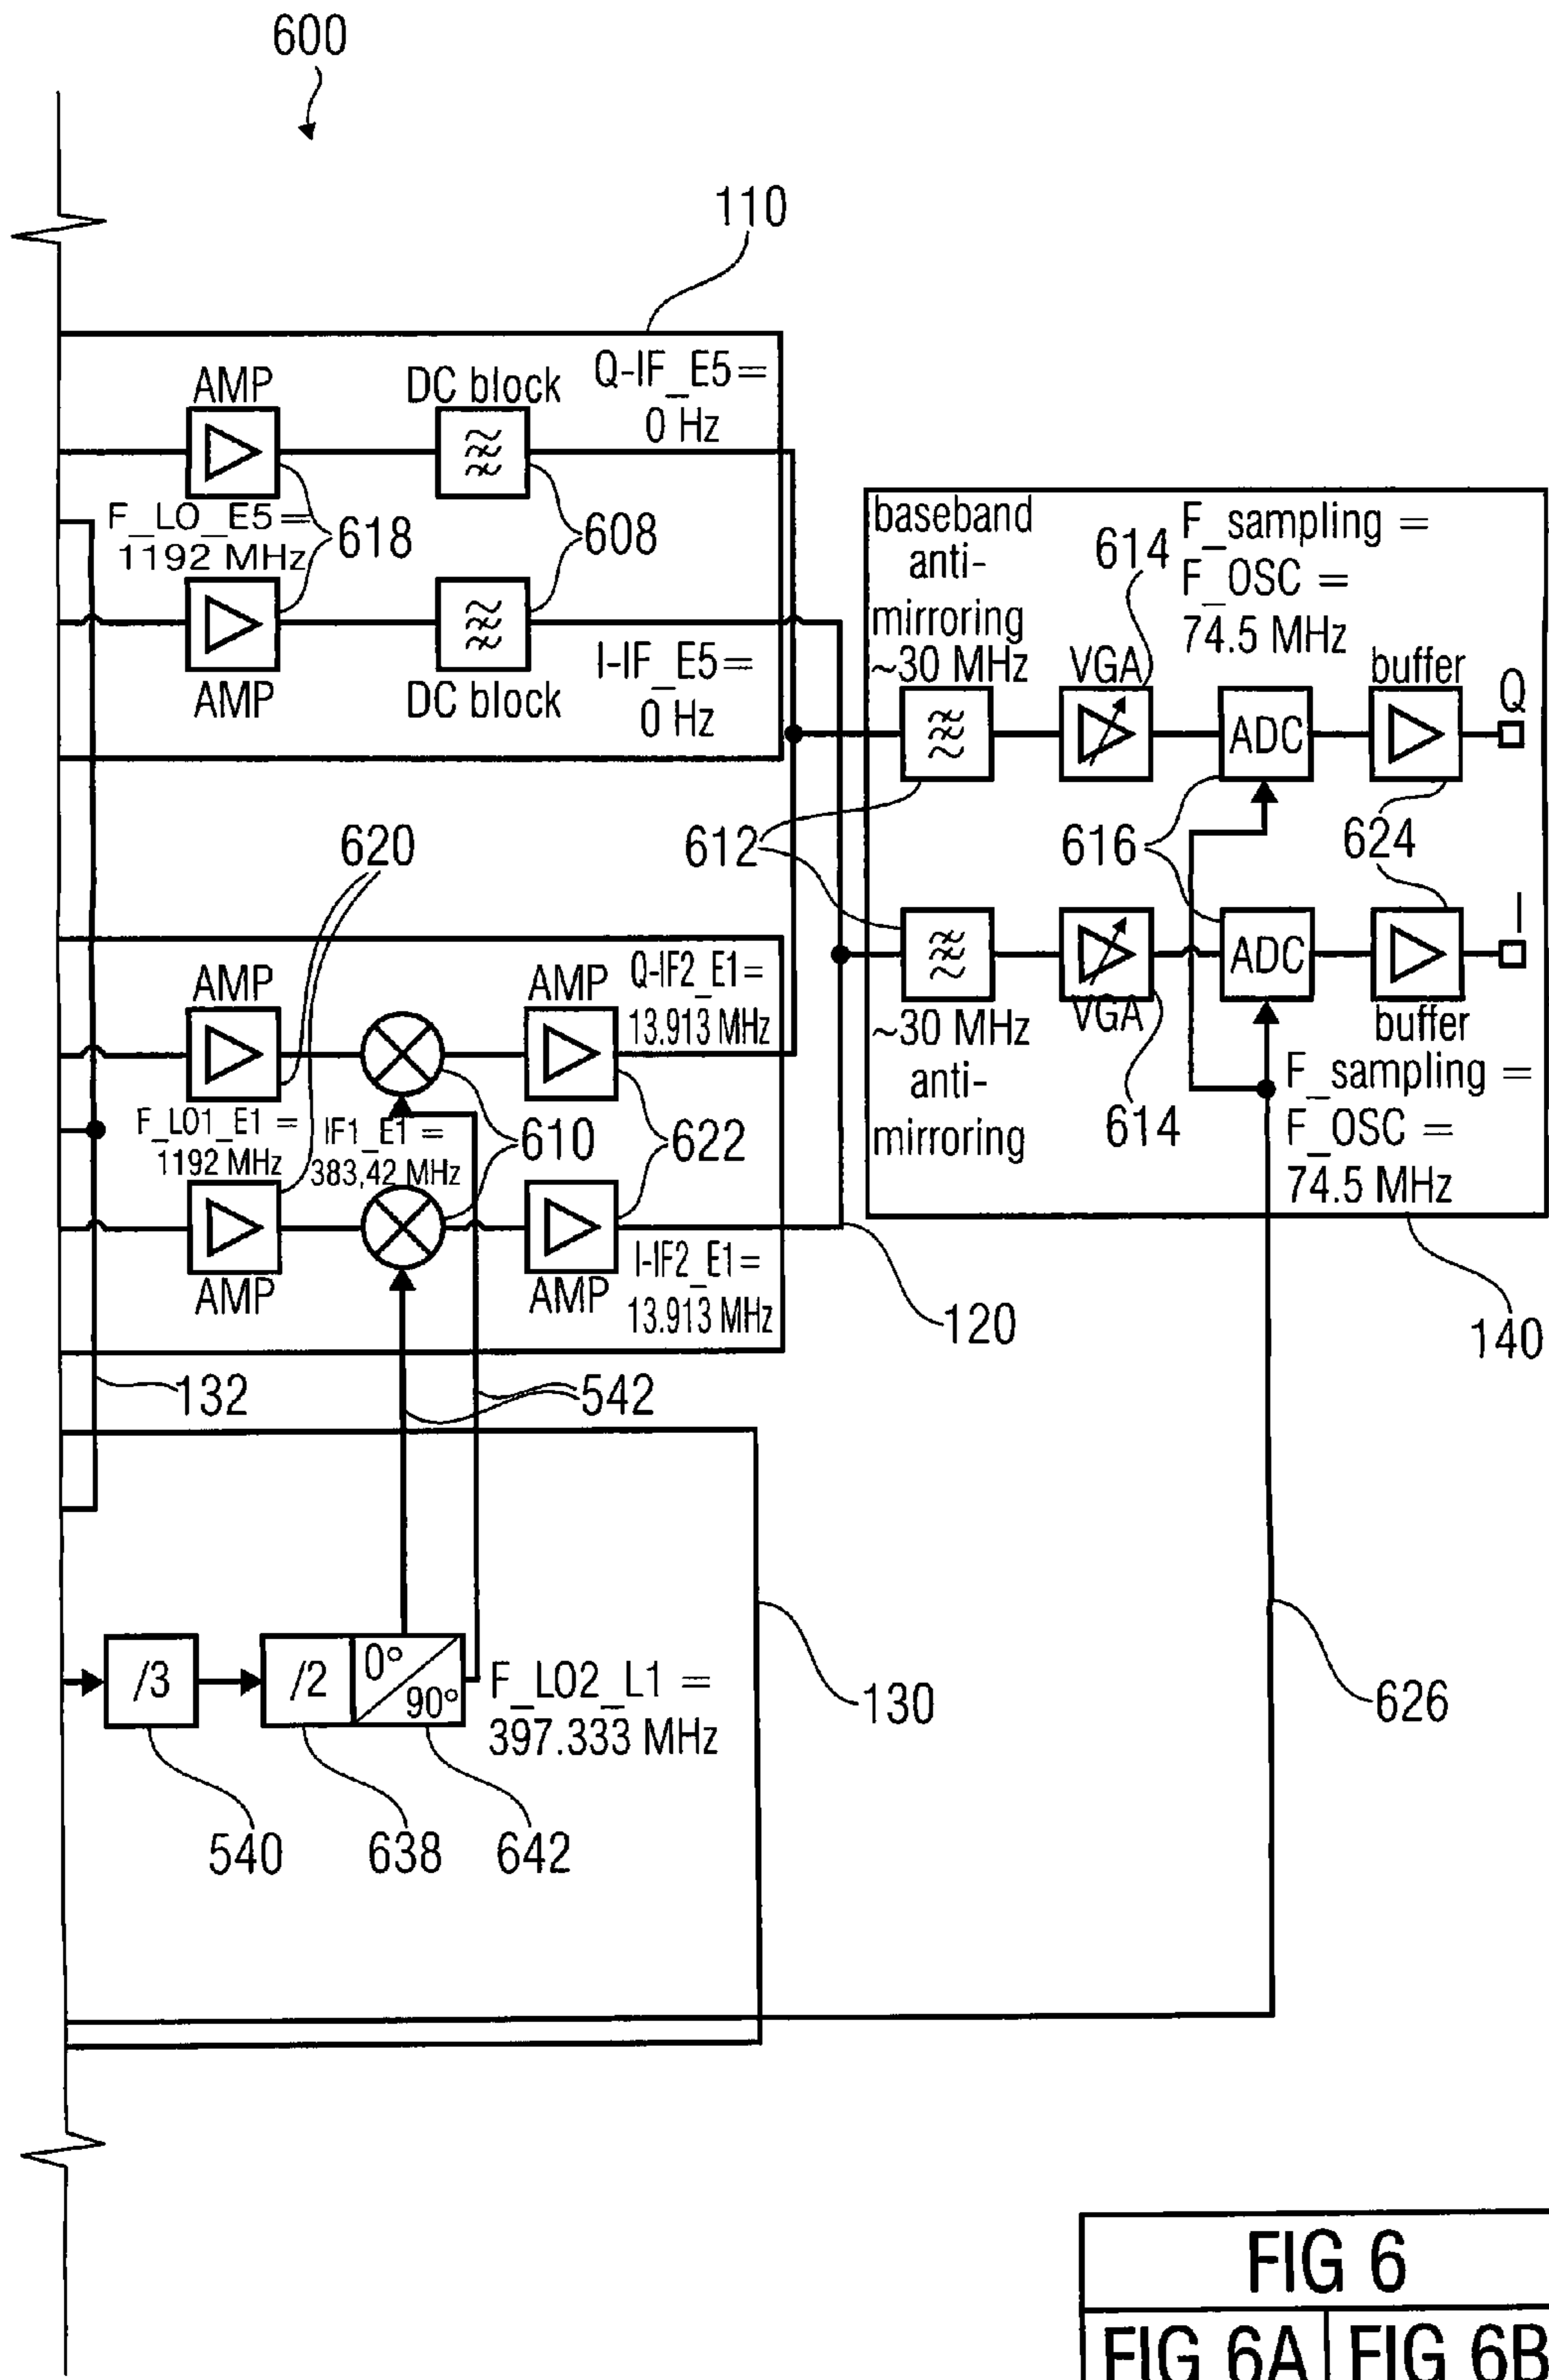 600
110
AMP
DC block
Q-IF_E5 =
0 Hz
F_LO_E5 =
1192 MHz
618
608
AMP
DC block
I-IF_E5 =
0 Hz
baseband
anti-
mirroring
~30 MHz
614
VGA
F_sampling =
F_OSC =
74.5 MHz
ADC
buffer
Q
612
616
624
~30 MHz
anti-
mirroring
VGA
614
ADC
buffer
I
F_sampling =
F_OSC =
74.5 MHz
620
AMP
AMP
Q-IF2_E1 =
13.913 MHz
F_LO1_E1 =
1192 MHz
IF1_E1 =
383,42 MHz
610
622
AMP
AMP
I-IF2_E1 =
13.913 MHz
120
140
132
542
/3
/2
0°
90°
F_LO2_L1 =
397.333 MHz
130
626
540
638
642
FIG 6
FIG 6A
FIG 6B